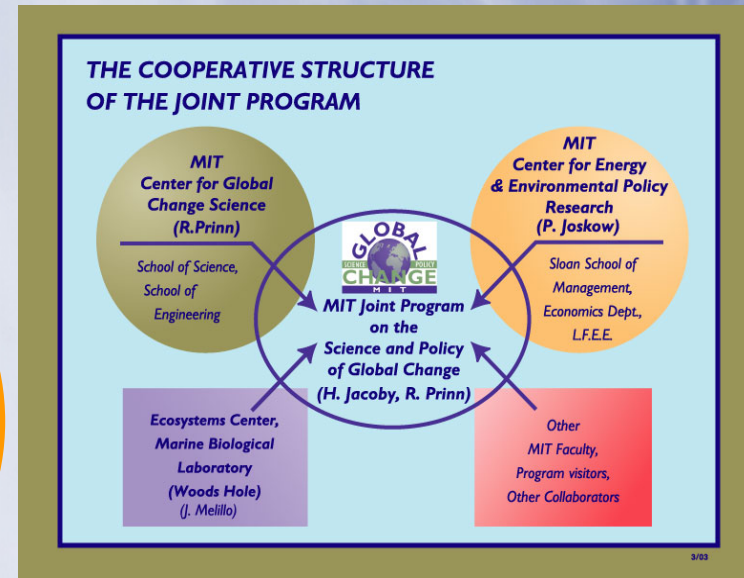 THE COOPERATIVE STRUCTURE
OF THE JOINT PROGRAM
MIT
Center for Global
Change Science
(R.Prinn)
School of Science,
School of
Engineering
MIT
Center for Energy
& Environmental Policy
Research
(P. Joskow)
Sloan School of
Management,
Economics Dept.,
L.F.E.E.
GLOBAL
SCIENCE POLICY
CHANGE
MIT
MIT Joint Program
on the
Science and Policy
of Global Change
(H. Jacoby, R. Prinn)
Ecosystems Center,
Marine Biological
Laboratory
(Woods Hole)
(J. Melillo)
Other
MIT Faculty,
Program visitors,
Other Collaborators
3/03